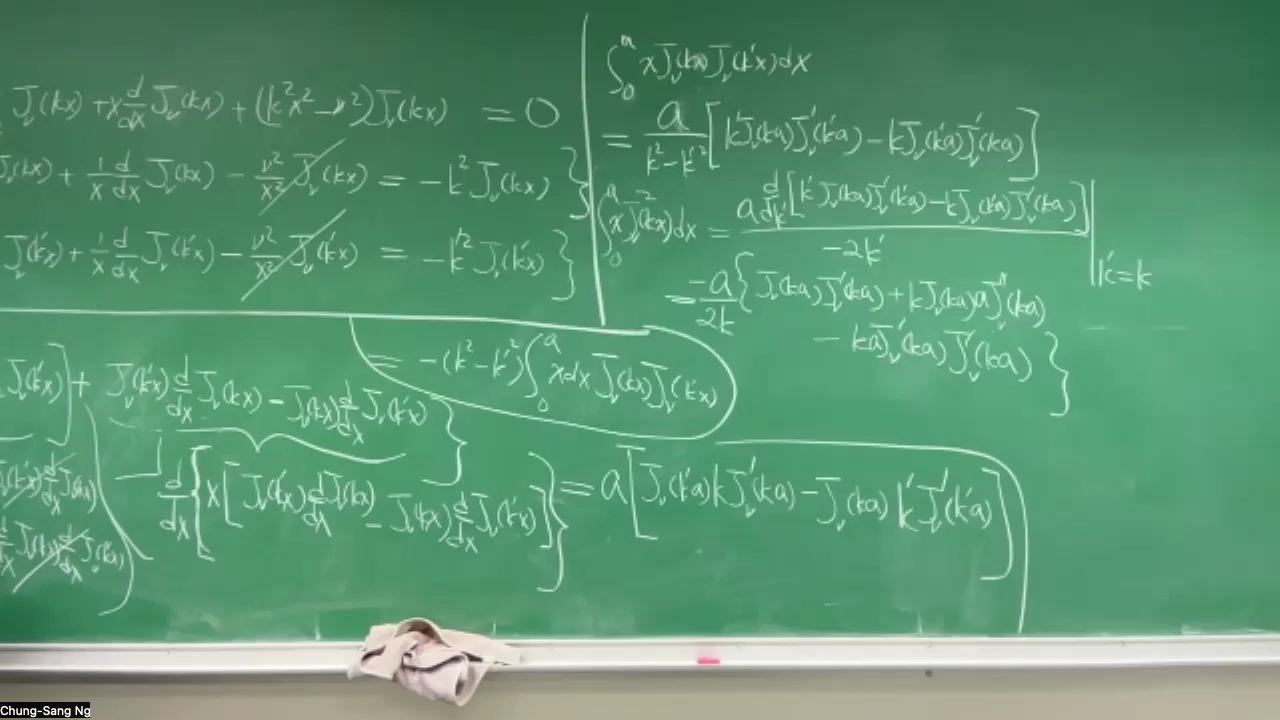 J_ν(kx) + x d/dx J_ν(kx) + (k²x² − ν²)J_ν(kx) = 0
J_ν(kx) + 1/x d/dx J_ν(kx) − ν²/x² J_ν(kx) = −k² J_ν(kx) }
J_ν(k'x) + 1/x d/dx J_ν(k'x) − ν²/x² J_ν(k'x) = −k'² J_ν(k'x) }
J_ν(k'x)] + J_ν(k'x) d/dx J_ν(kx) − J_ν(kx) d/dx J_ν(k'x) }
= −(k² − k'²) ∫₀ᵃ x dx J_ν(kx) J_ν(k'x)
d/dx { x [ J_ν(k'x) d/dx J_ν(kx) − J_ν(kx) d/dx J_ν(k'x) ] } = a [ J_ν(k'a) k J_ν'(ka) − J_ν(ka) k' J_ν'(k'a) ]
∫₀ᵃ x J_ν(kx) J_ν(k'x) dx
= a/(k² − k'²) [ k' J_ν(ka) J_ν'(k'a) − k J_ν(k'a) J_ν'(ka) ]
∫₀ᵃ x J_ν²(kx) dx = a d/dk' [ k' J_ν(ka) J_ν'(k'a) − k J_ν(k'a) J_ν'(ka) ] / −2k' | k'=k
= −a/2k { J_ν(ka) J_ν'(ka) + k J_ν(ka) a J_ν''(ka)
− ka J_ν'(ka) J_ν'(ka) }
Chung-Sang Ng